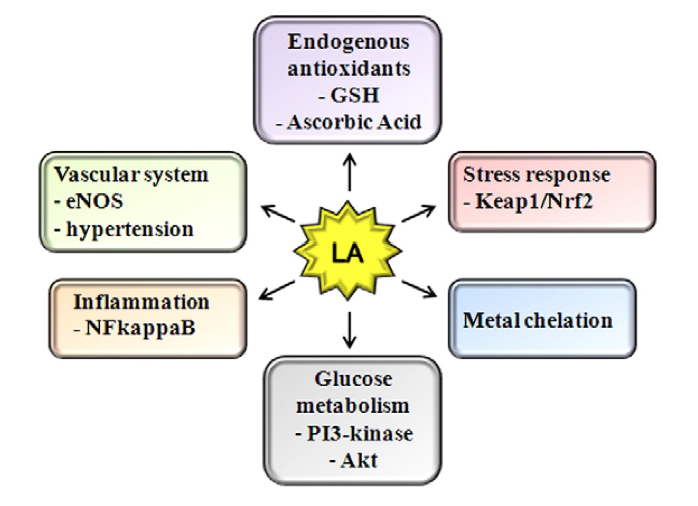 Endogenous
antioxidants
- GSH
- Ascorbic Acid
Vascular system
- eNOS
- hypertension
Stress response
- Keap1/Nrf2
LA
Inflammation
- NFkappaB
Metal chelation
Glucose
metabolism
- PI3-kinase
- Akt